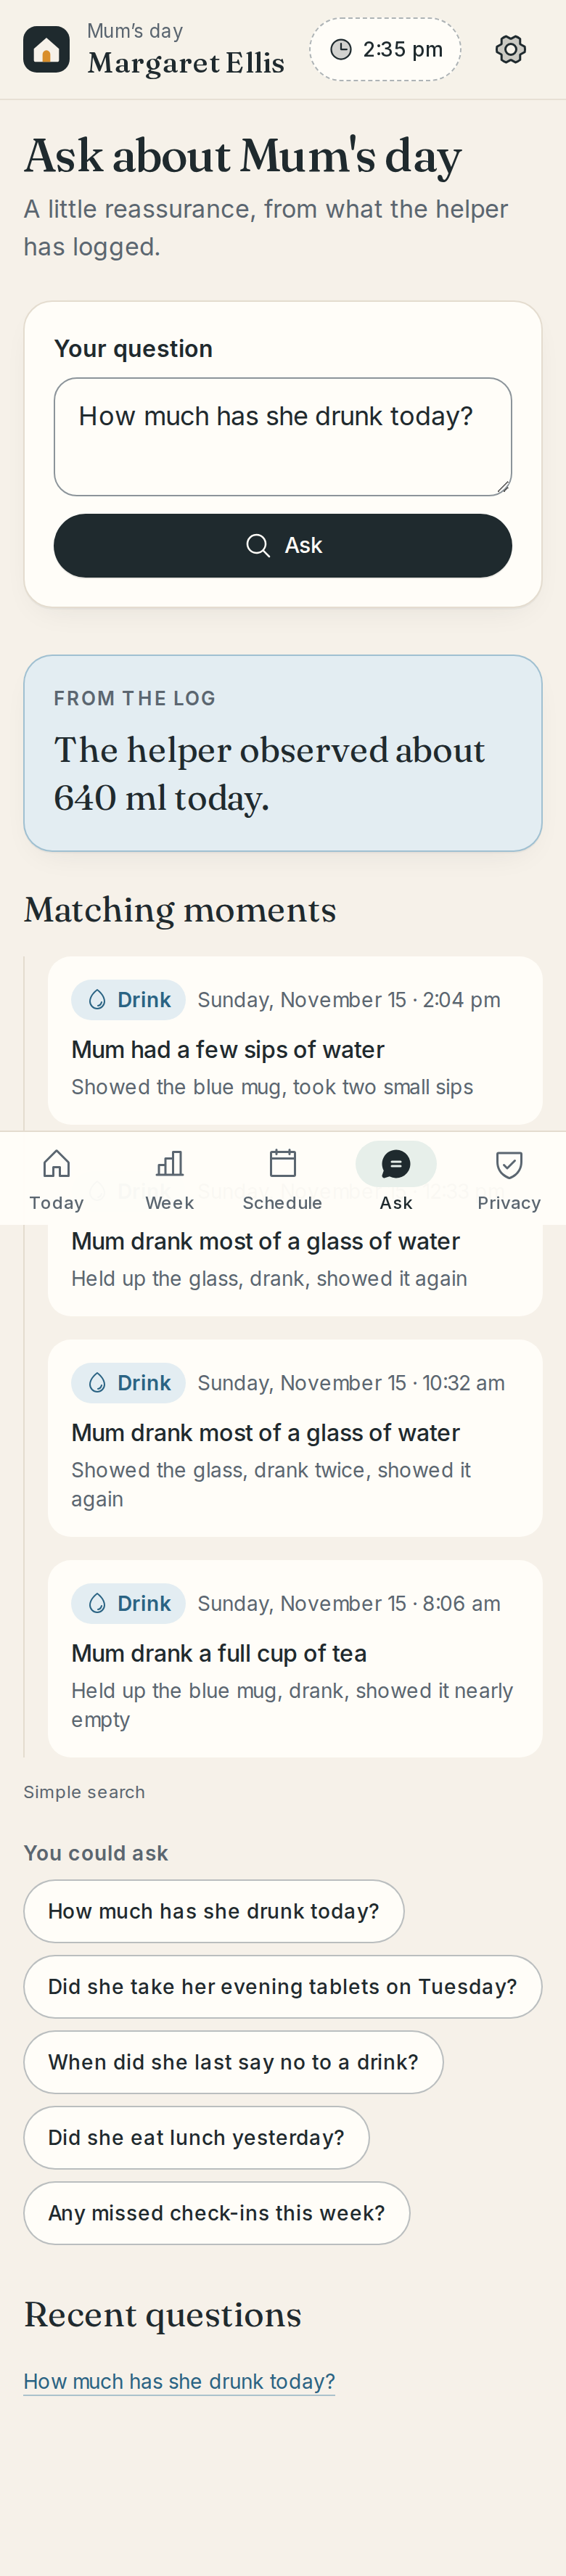 Mum's day
Margaret Ellis
2:35 pm
Ask about Mum's day
A little reassurance, from what the helper
has logged.
Your question
How much has she drunk today?
Ask
FROM THE LOG
The helper observed about
640 ml today.
Matching moments
Drink Sunday, November 15 · 2:04 pm
Mum had a few sips of water
Showed the blue mug, took two small sips
Today
Week
Schedule
Ask
Privacy
Mum drank most of a glass of water
Held up the glass, drank, showed it again
Drink Sunday, November 15 · 10:32 am
Mum drank most of a glass of water
Showed the glass, drank twice, showed it
again
Drink Sunday, November 15 · 8:06 am
Mum drank a full cup of tea
Held up the blue mug, drank, showed it nearly
empty
Simple search
You could ask
How much has she drunk today?
Did she take her evening tablets on Tuesday?
When did she last say no to a drink?
Did she eat lunch yesterday?
Any missed check-ins this week?
Recent questions
How much has she drunk today?